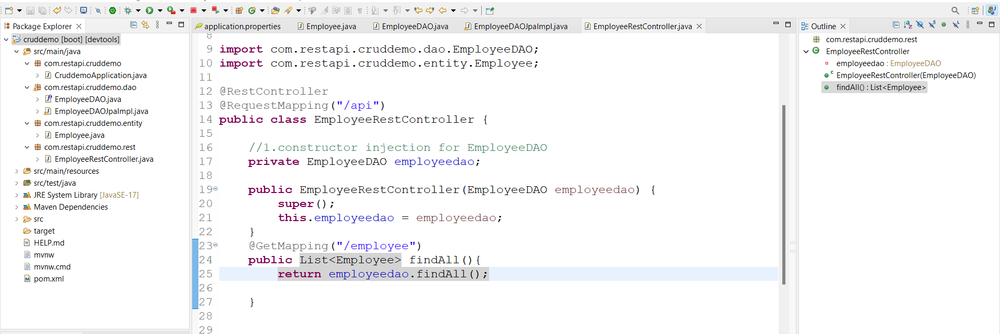 Package Explorer
cruddemo [boot] [devtools]
src/main/java
com.restapi.cruddemo
CruddemoApplication.java
com.restapi.cruddemo.dao
EmployeeDAO.java
EmployeeDAOJpaImpl.java
com.restapi.cruddemo.entity
Employee.java
com.restapi.cruddemo.rest
EmployeeRestController.java
src/main/resources
src/test/java
JRE System Library [JavaSE-17]
Maven Dependencies
src
target
HELP.md
mvnw
mvnw.cmd
pom.xml
application.properties Employee.java EmployeeDAO.java EmployeeDAOJpaImpl.java EmployeeRestController.java
8
9 import com.restapi.cruddemo.dao.EmployeeDAO;
10 import com.restapi.cruddemo.entity.Employee;
11
12 @RestController
13 @RequestMapping("/api")
14 public class EmployeeRestController {
15
16 //1.constructor injection for EmployeeDAO
17 private EmployeeDAO employeedao;
18
19 public EmployeeRestController(EmployeeDAO employeedao) {
20 super();
21 this.employeedao = employeedao;
22 }
23 @GetMapping("/employee")
24 public List<Employee> findAll(){
25 return employeedao.findAll();
26
27 }
28
29
Outline
com.restapi.cruddemo.rest
EmployeeRestController
employeedao : EmployeeDAO
EmployeeRestController(EmployeeDAO)
findAll() : List<Employee>